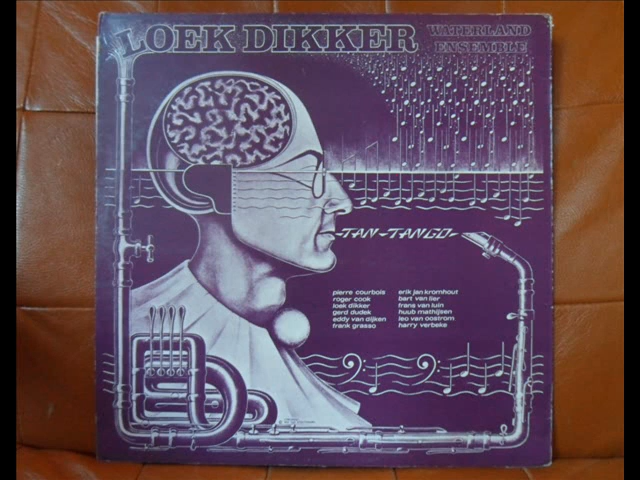 LOEK DIKKER
WATERLAND
ENSEMBLE
TAN-TANGO
pierre courbois
roger cook
loek dikker
gerd dudek
eddy van dijken
frank grasso
erik jan kromhout
bart van lier
frans van luin
huub mathijsen
leo van oostrom
harry verbeke